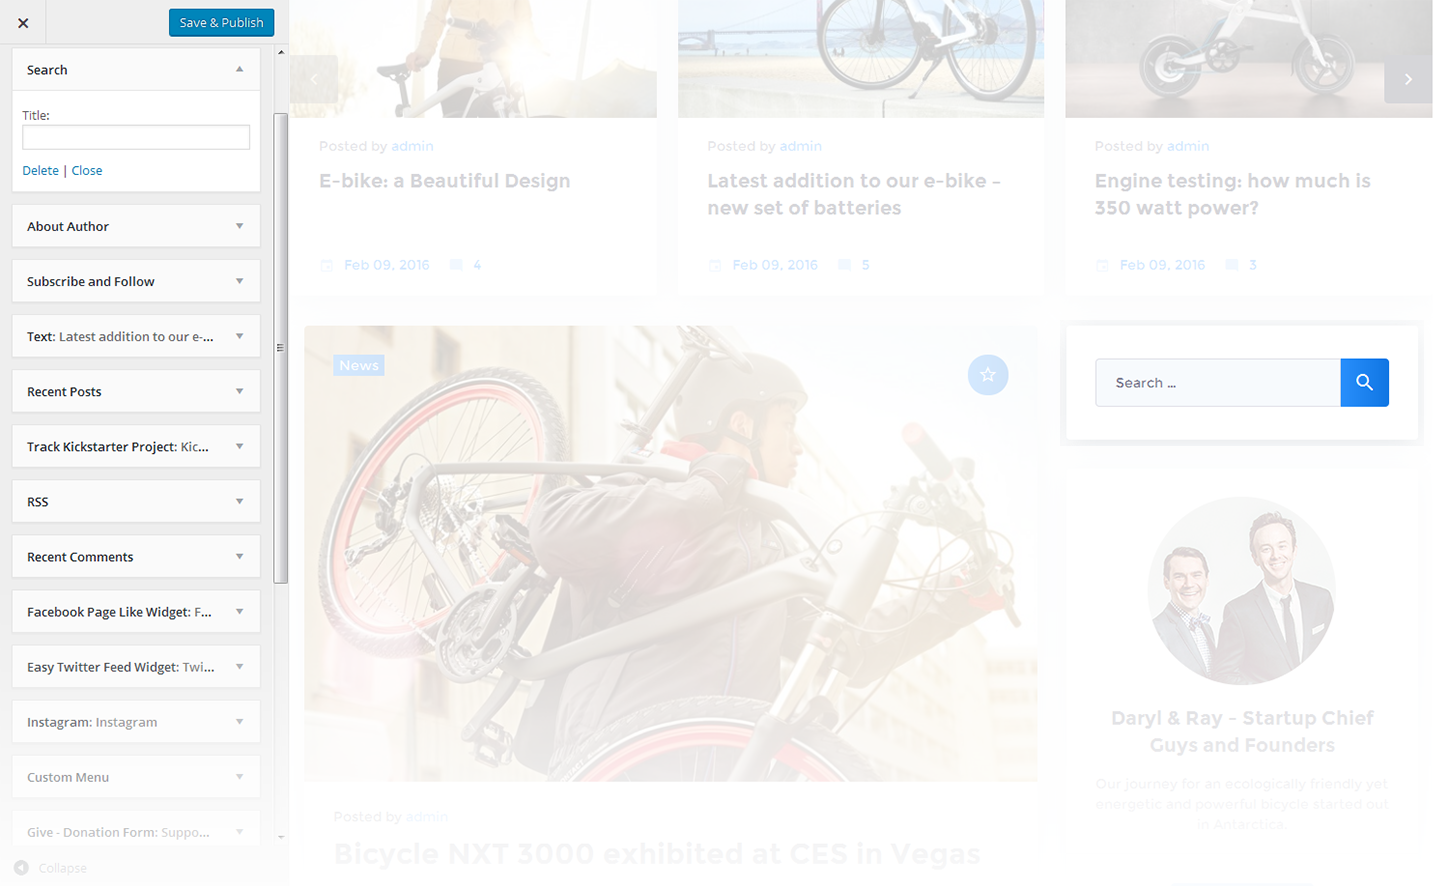 Save & Publish
Search
Title:
Delete | Close
About Author
Subscribe and Follow
Text: Latest addition to our e-...
Recent Posts
Track Kickstarter Project: Kic...
RSS
Recent Comments
Facebook Page Like Widget: F...
Easy Twitter Feed Widget: Twi...
Instagram: Instagram
Custom Menu
Give - Donation Form: Suppo...
Collapse
Posted by admin
E-bike: a Beautiful Design
Feb 09, 2016 4
Posted by admin
Latest addition to our e-bike -
new set of batteries
Feb 09, 2016 5
Posted by admin
Engine testing: how much is
350 watt power?
Feb 09, 2016 3
News
Posted by admin
Bicycle NXT 3000 exhibited at CES in Vegas
Search ...
Daryl & Ray - Startup Chief
Guys and Founders
Our journey for an ecologically friendly yet
energetic and powerful bicycle started out
in Antarctica.